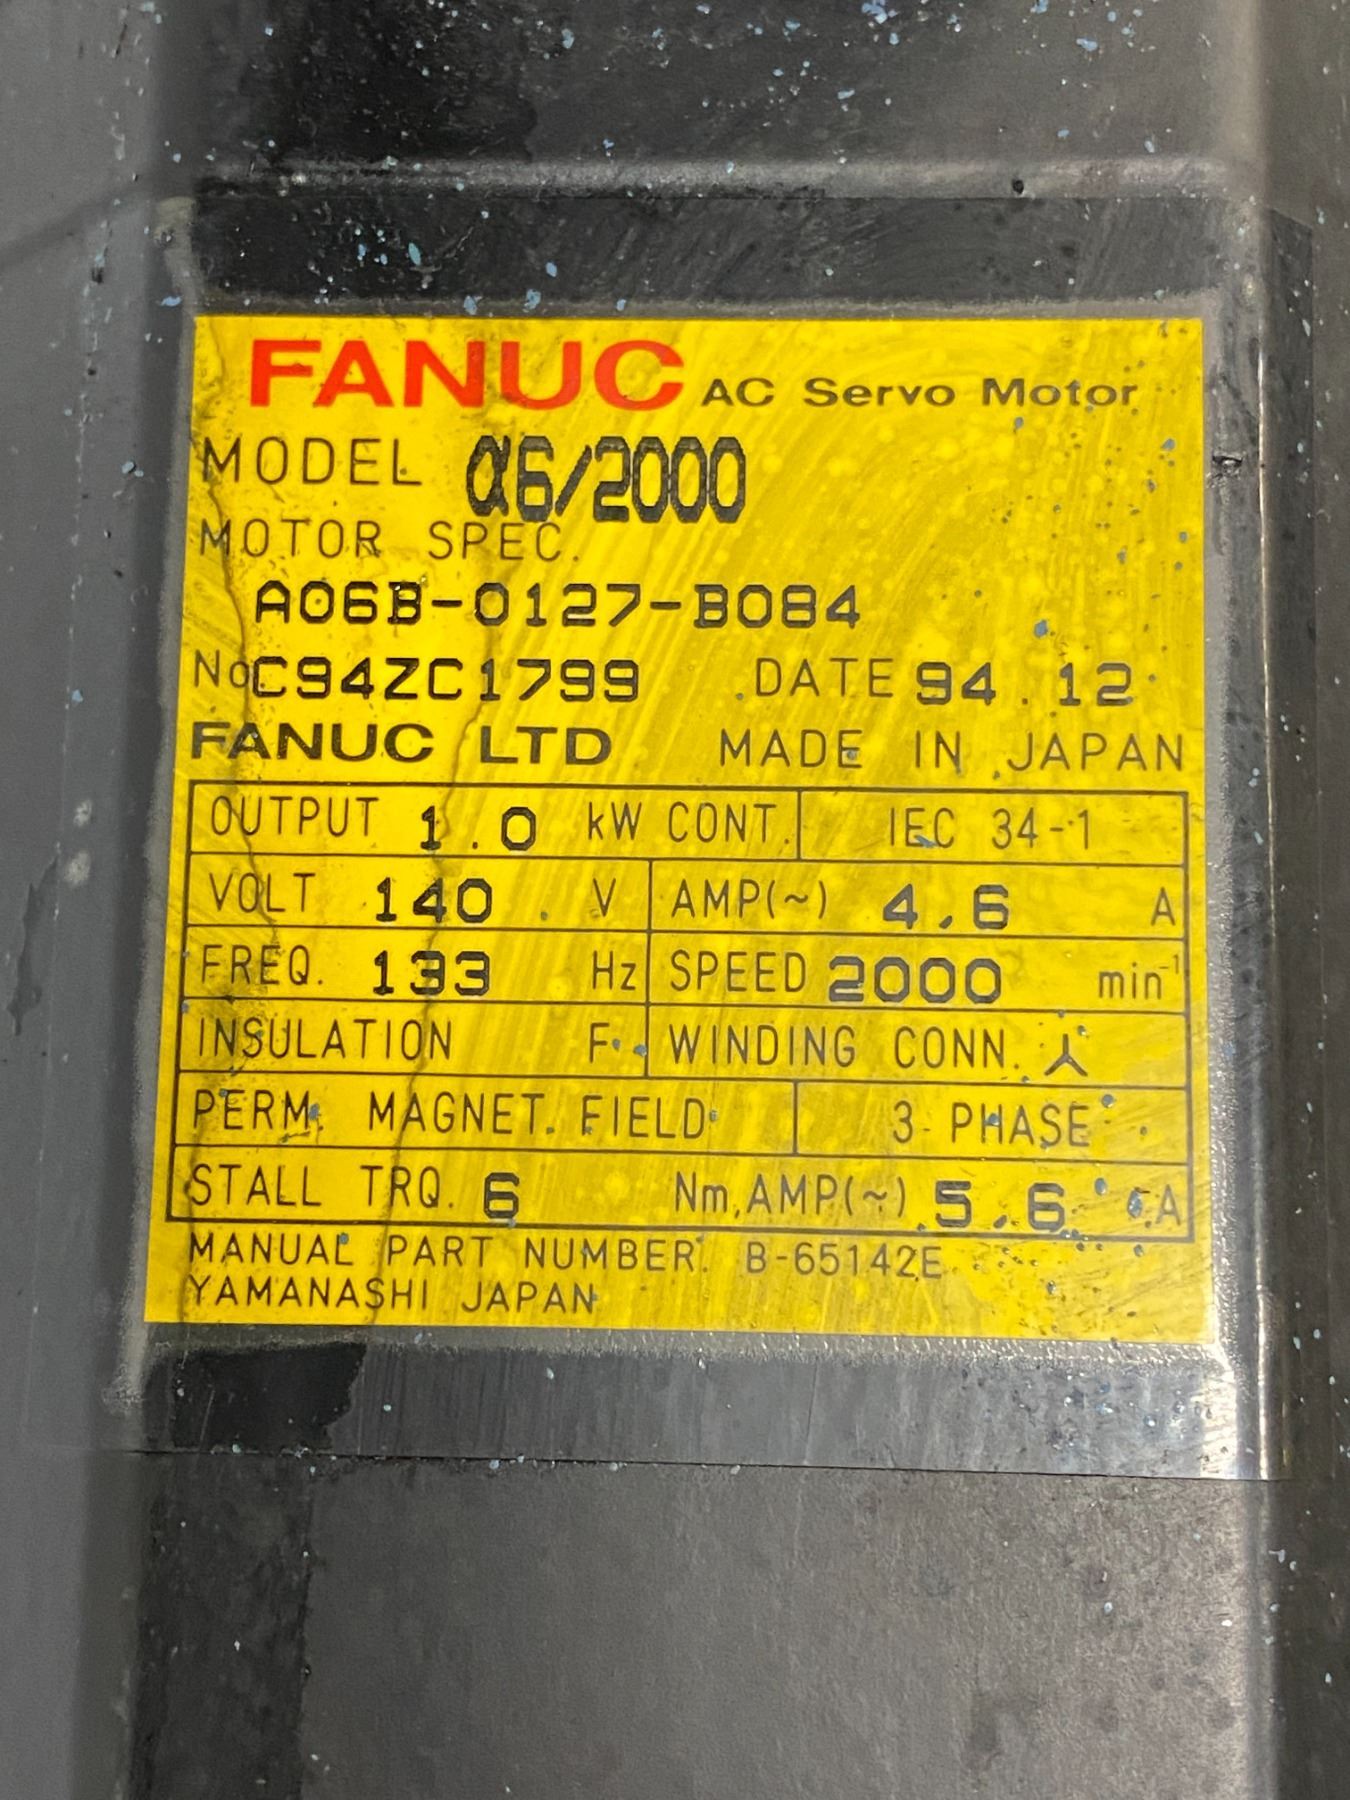 FANUC AC Servo Motor
MODEL α6/2000
MOTOR SPEC.
A06B-0127-B084
No C94ZC1799 DATE 94.12
FANUC LTD MADE IN JAPAN
OUTPUT 1.0 kW CONT. IEC 34-1
VOLT 140 V AMP(~) 4.6 A
FREQ. 133 Hz SPEED 2000 min⁻¹
INSULATION F WINDING CONN. ⅄
PERM. MAGNET. FIELD 3 PHASE
STALL TRQ. 6 Nm, AMP(~) 5.6 A
MANUAL PART NUMBER. B-65142E
YAMANASHI JAPAN